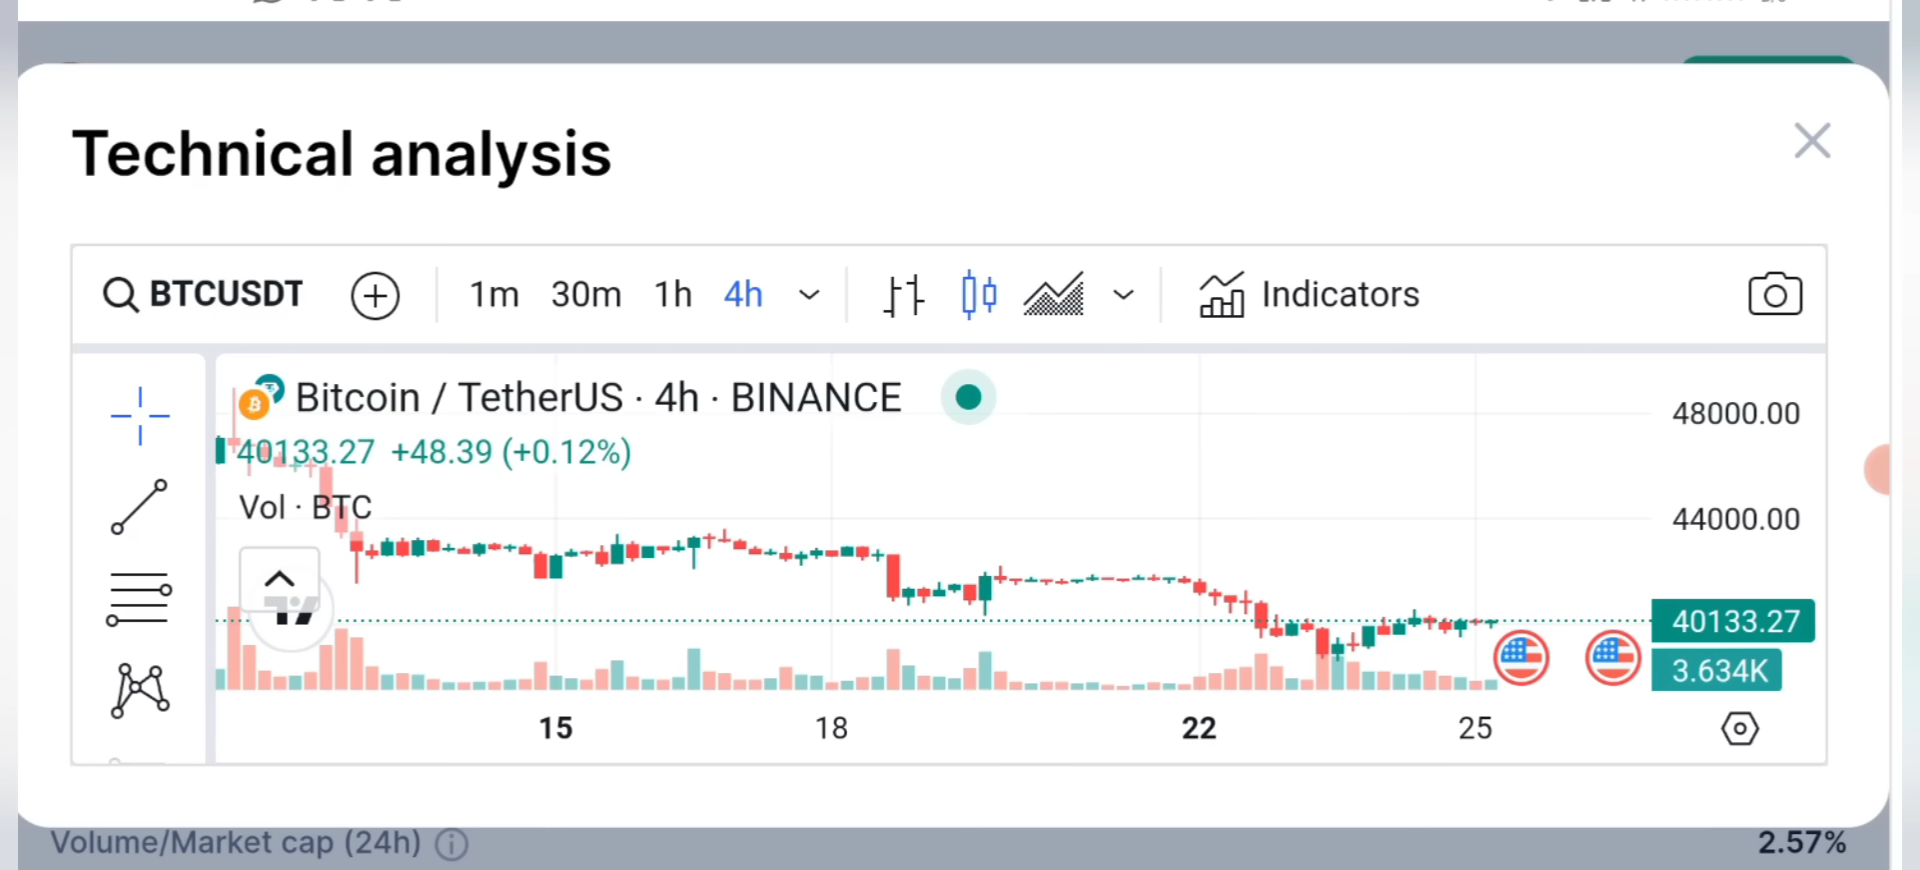 Technical analysis
BTCUSDT 1m 30m 1h 4h Indicators
Bitcoin / TetherUS · 4h · BINANCE
40133.27 +48.39 (+0.12%)
Vol · BTC
48000.00
44000.00
40133.27
3.634K
15 18 22 25
Volume/Market cap (24h) 2.57%